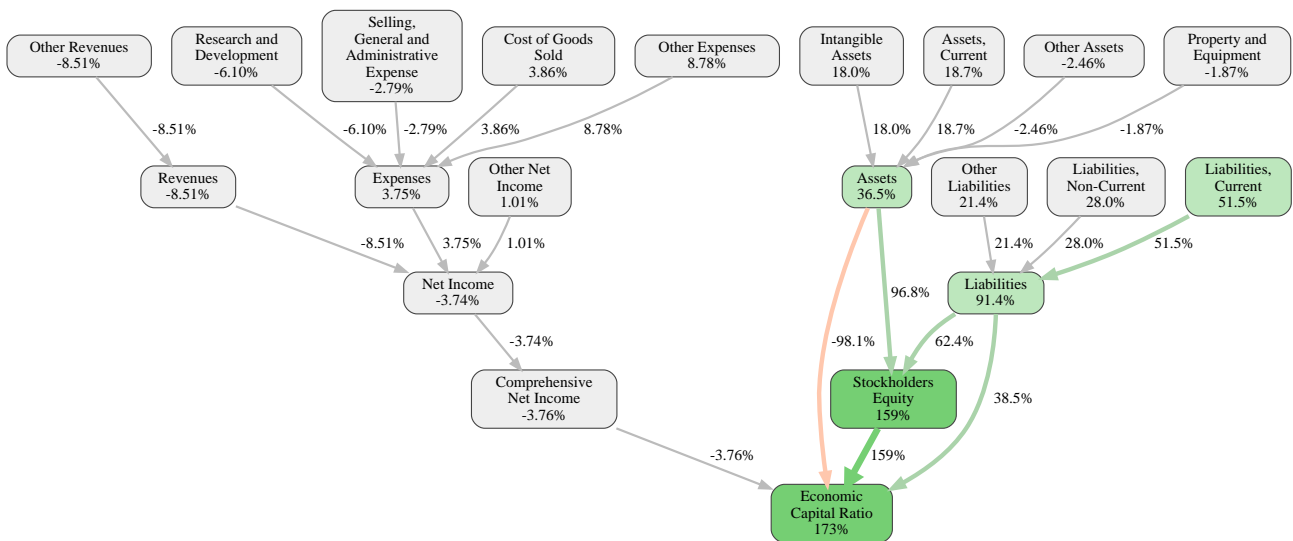 Other Revenues
-8.51%
Research and
Development
-6.10%
Selling,
General and
Administrative
Expense
-2.79%
Cost of Goods
Sold
3.86%
Other Expenses
8.78%
Intangible
Assets
18.0%
Assets,
Current
18.7%
Other Assets
-2.46%
Property and
Equipment
-1.87%
-8.51%
-6.10%
-2.79%
3.86%
8.78%
18.0%
18.7%
-2.46%
-1.87%
Revenues
-8.51%
Expenses
3.75%
Other Net
Income
1.01%
Assets
36.5%
Other
Liabilities
21.4%
Liabilities,
Non-Current
28.0%
Liabilities,
Current
51.5%
-8.51%
3.75%
1.01%
21.4%
28.0%
51.5%
Net Income
-3.74%
96.8%
Liabilities
91.4%
-3.74%
-98.1%
62.4%
Comprehensive
Net Income
-3.76%
Stockholders
Equity
159%
38.5%
-3.76%
159%
Economic
Capital Ratio
173%